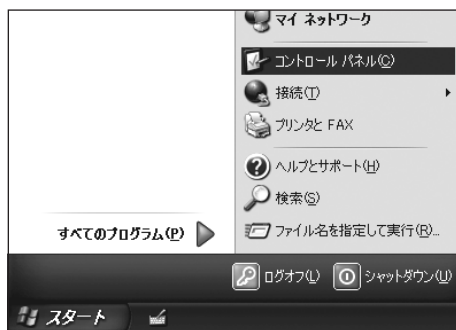 マイ ネットワーク
コントロール パネル(C)
接続(T)
プリンタと FAX
ヘルプとサポート(H)
検索(S)
すべてのプログラム(P)
ファイル名を指定して実行(R)...
ログオフ(L)
シャットダウン(U)
スタート